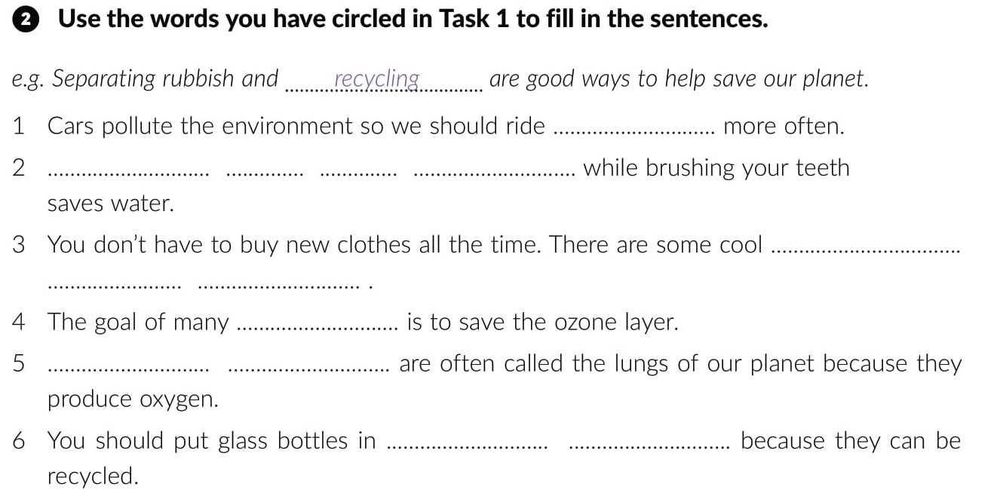 2 Use the words you have circled in Task 1 to fill in the sentences.
e.g. Separating rubbish and ......recycling............. are good ways to help save our planet.
1 Cars pollute the environment so we should ride ............................. more often.
2 ............................. .............. .............. ............................. while brushing your teeth
saves water.
3 You don't have to buy new clothes all the time. There are some cool ..................................
........................ ............................. .
4 The goal of many ............................. is to save the ozone layer.
5 ............................. ............................. are often called the lungs of our planet because they
produce oxygen.
6 You should put glass bottles in ............................. ............................. because they can be
recycled.